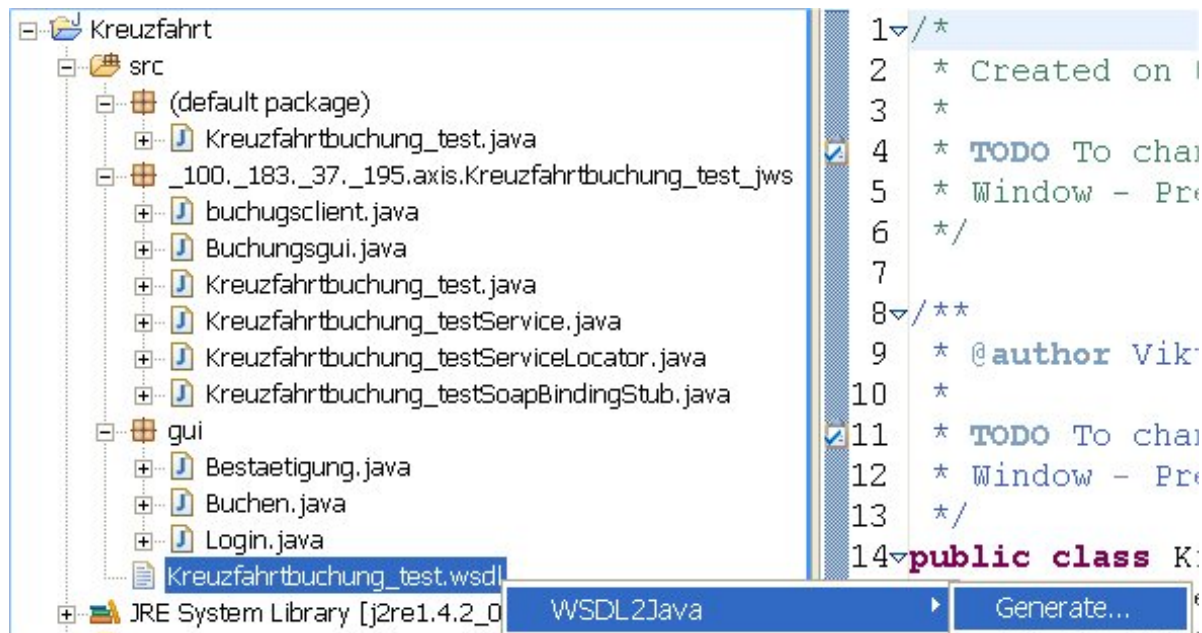 Kreuzfahrt
src
(default package)
Kreuzfahrtbuchung_test.java
_100._183._37._195.axis.Kreuzfahrtbuchung_test_jws
buchugsclient.java
Buchungsgui.java
Kreuzfahrtbuchung_test.java
Kreuzfahrtbuchung_testService.java
Kreuzfahrtbuchung_testServiceLocator.java
Kreuzfahrtbuchung_testSoapBindingStub.java
gui
Bestaetigung.java
Buchen.java
Login.java
Kreuzfahrtbuchung_test.wsdl
JRE System Library [j2re1.4.2_0
WSDL2Java
Generate...
1 /*
2 * Created on
3 *
4 * TODO To chan
5 * Window - Pre
6 */
7
8 /**
9 * @author Vik
10 *
11 * TODO To chan
12 * Window - Pre
13 */
14 public class K